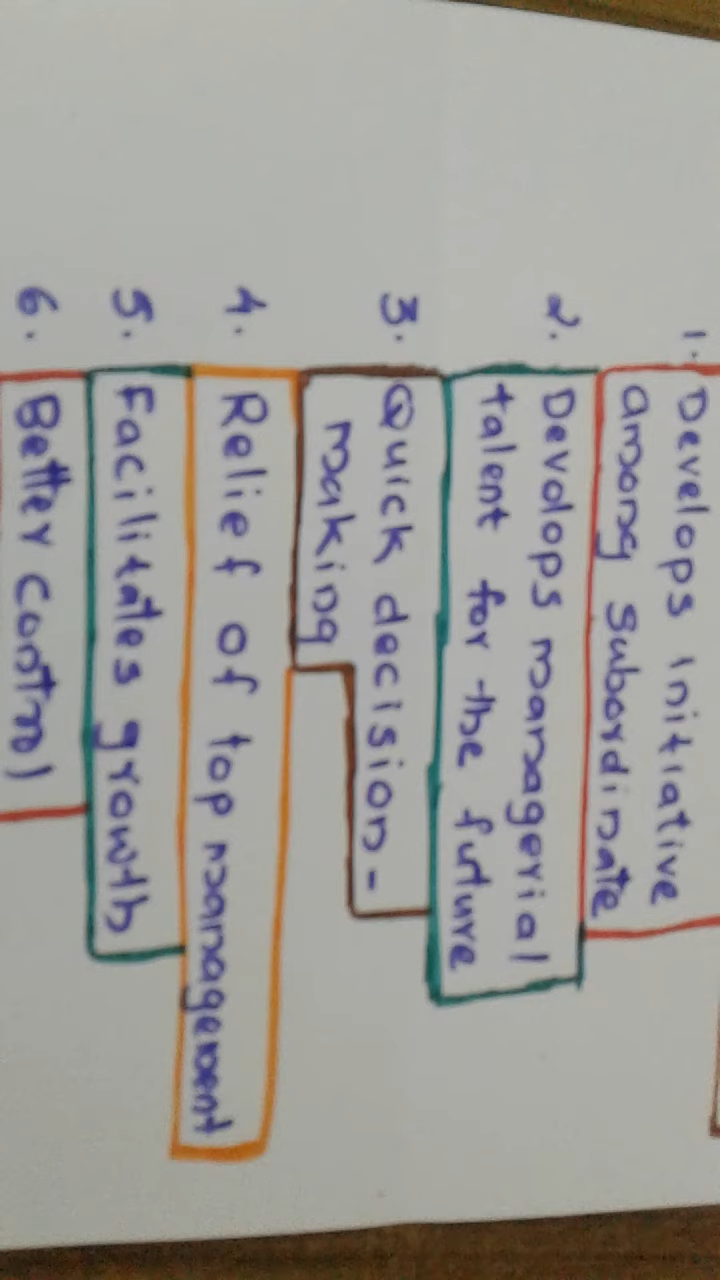 1. Develops initiative
among subordinate
2. Devolops managerial
talent for the future
3. Quick decision-
making
4. Relief of top management
5. Facilitates growth
6. Better control